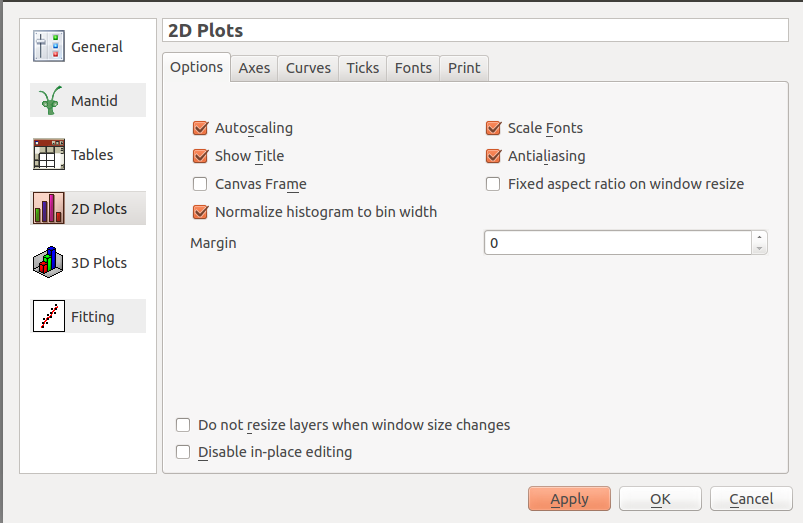 2D Plots
General
Mantid
Tables
2D Plots
3D Plots
Fitting
Options Axes Curves Ticks Fonts Print
Autoscaling Scale Fonts
Show Title Antialiasing
Canvas Frame Fixed aspect ratio on window resize
Normalize histogram to bin width
Margin 0
Do not resize layers when window size changes
Disable in-place editing
Apply OK Cancel